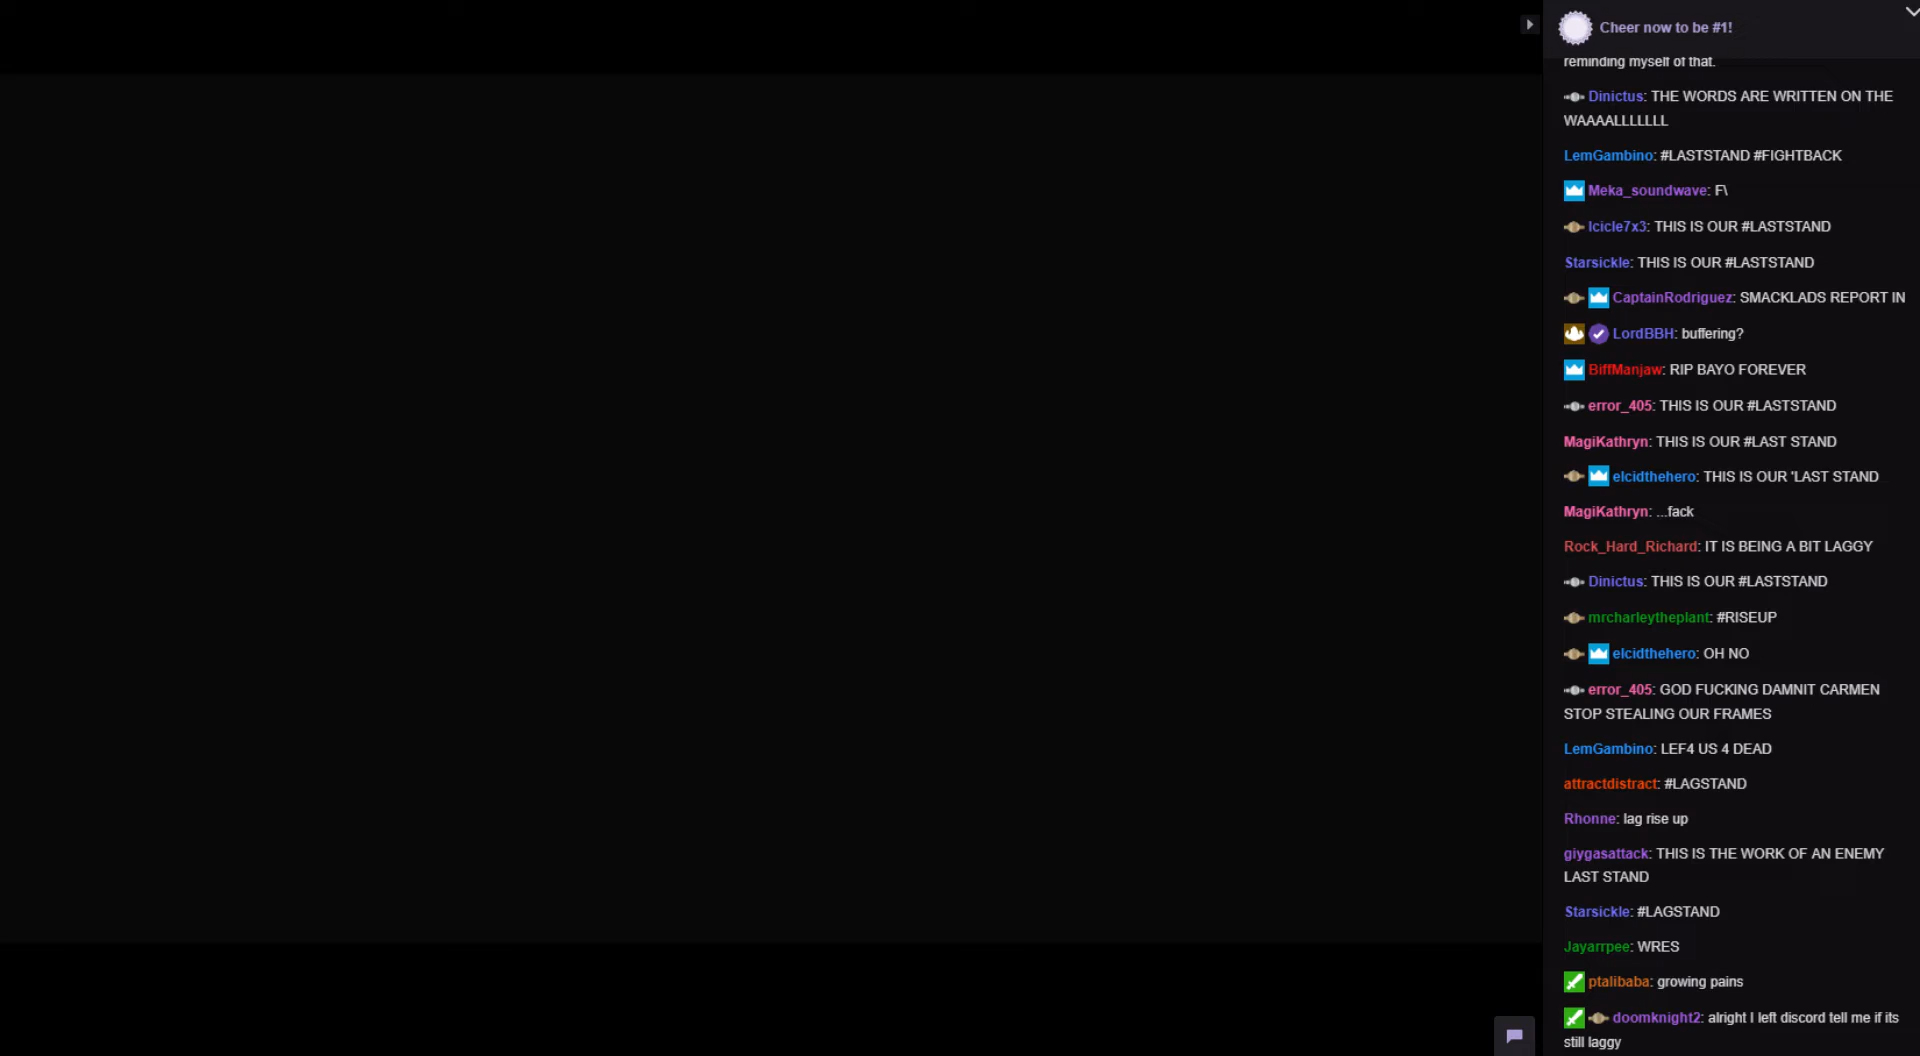 Cheer now to be #1!
reminding myself of that.
Dinictus: THE WORDS ARE WRITTEN ON THE
WAAAALLLLLLL
LemGambino: #LASTSTAND #FIGHTBACK
Meka_soundwave: F\
Icicle7x3: THIS IS OUR #LASTSTAND
Starsickle: THIS IS OUR #LASTSTAND
CaptainRodriguez: SMACKLADS REPORT IN
LordBBH: buffering?
BiffManjaw: RIP BAYO FOREVER
error_405: THIS IS OUR #LASTSTAND
MagiKathryn: THIS IS OUR #LAST STAND
elcidthehero: THIS IS OUR 'LAST STAND
MagiKathryn: ...fack
Rock_Hard_Richard: IT IS BEING A BIT LAGGY
Dinictus: THIS IS OUR #LASTSTAND
mrcharleytheplant: #RISEUP
elcidthehero: OH NO
error_405: GOD FUCKING DAMNIT CARMEN
STOP STEALING OUR FRAMES
LemGambino: LEF4 US 4 DEAD
attractdistract: #LAGSTAND
Rhonne: lag rise up
giygasattack: THIS IS THE WORK OF AN ENEMY
LAST STAND
Starsickle: #LAGSTAND
Jayarrpee: WRES
ptalibaba: growing pains
doomknight2: alright I left discord tell me if its
still laggy